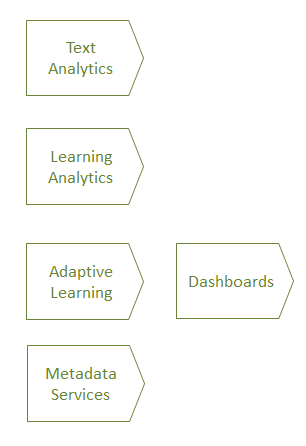 Text
Analytics
Learning
Analytics
Adaptive
Learning
Dashboards
Metadata
Services